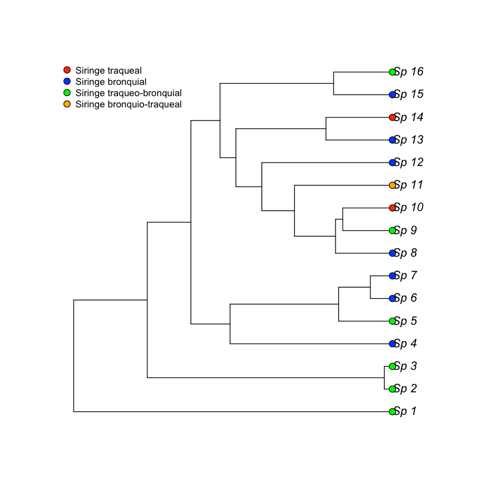 Siringe traqueal
Siringe bronquial
Siringe traqueo-bronquial
Siringe bronquio-traqueal
Sp 16
Sp 15
Sp 14
Sp 13
Sp 12
Sp 11
Sp 10
Sp 9
Sp 8
Sp 7
Sp 6
Sp 5
Sp 4
Sp 3
Sp 2
Sp 1